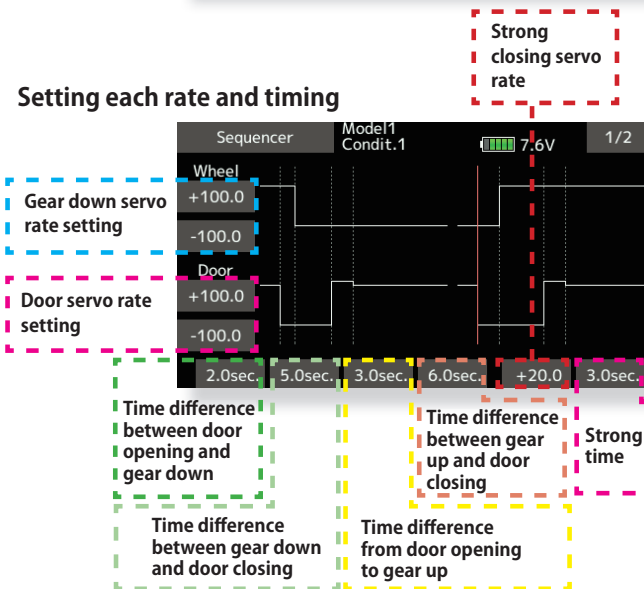 Strong
closing servo
rate
Setting each rate and timing
Sequencer
Model1
Condit.1
7.6V
1/2
Wheel
+100.0
-100.0
Gear down servo
rate setting
Door
+100.0
-100.0
Door servo rate
setting
2.0sec. 5.0sec. 3.0sec. 6.0sec. +20.0 3.0sec.
Time difference
between door
opening and
gear down
Time difference
between gear
up and door
closing
Strong
time
Time difference
between gear down
and door closing
Time difference
from door opening
to gear up